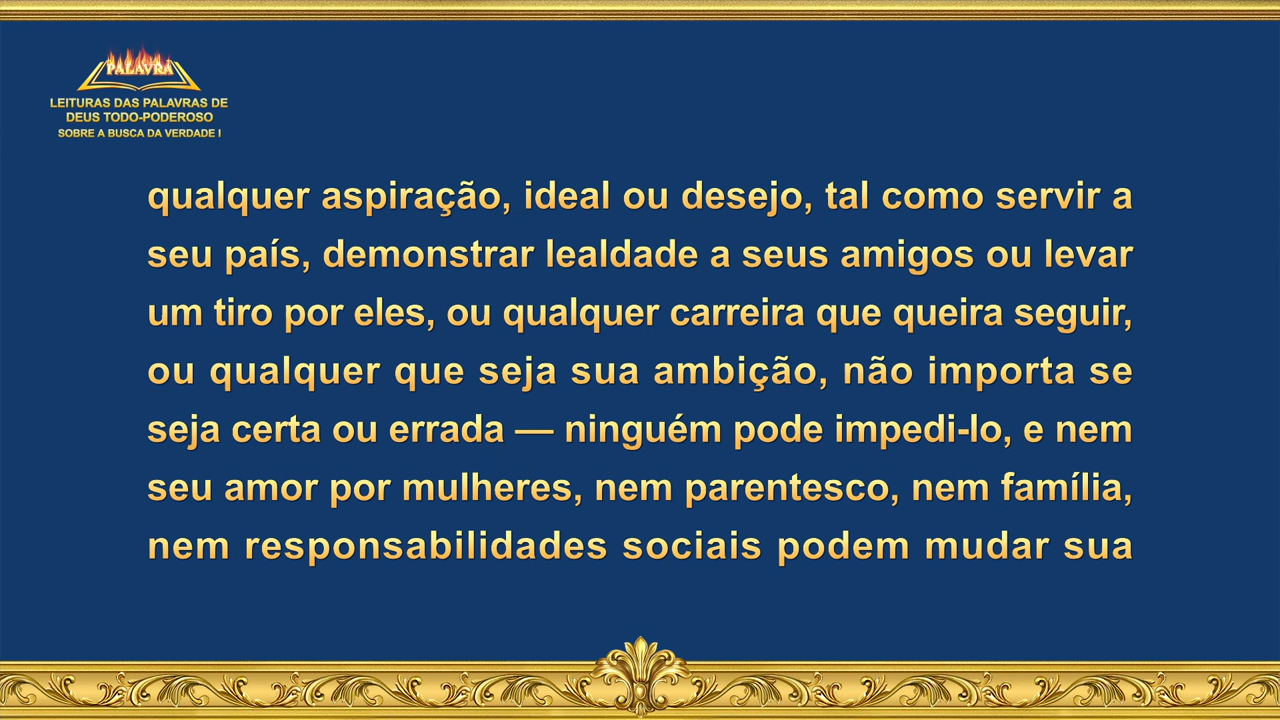 PALAVRA
LEITURAS DAS PALAVRAS DE
DEUS TODO-PODEROSO
SOBRE A BUSCA DA VERDADE I
qualquer aspiração, ideal ou desejo, tal como servir a
seu país, demonstrar lealdade a seus amigos ou levar
um tiro por eles, ou qualquer carreira que queira seguir,
ou qualquer que seja sua ambição, não importa se
seja certa ou errada — ninguém pode impedi-lo, e nem
seu amor por mulheres, nem parentesco, nem família,
nem responsabilidades sociais podem mudar sua